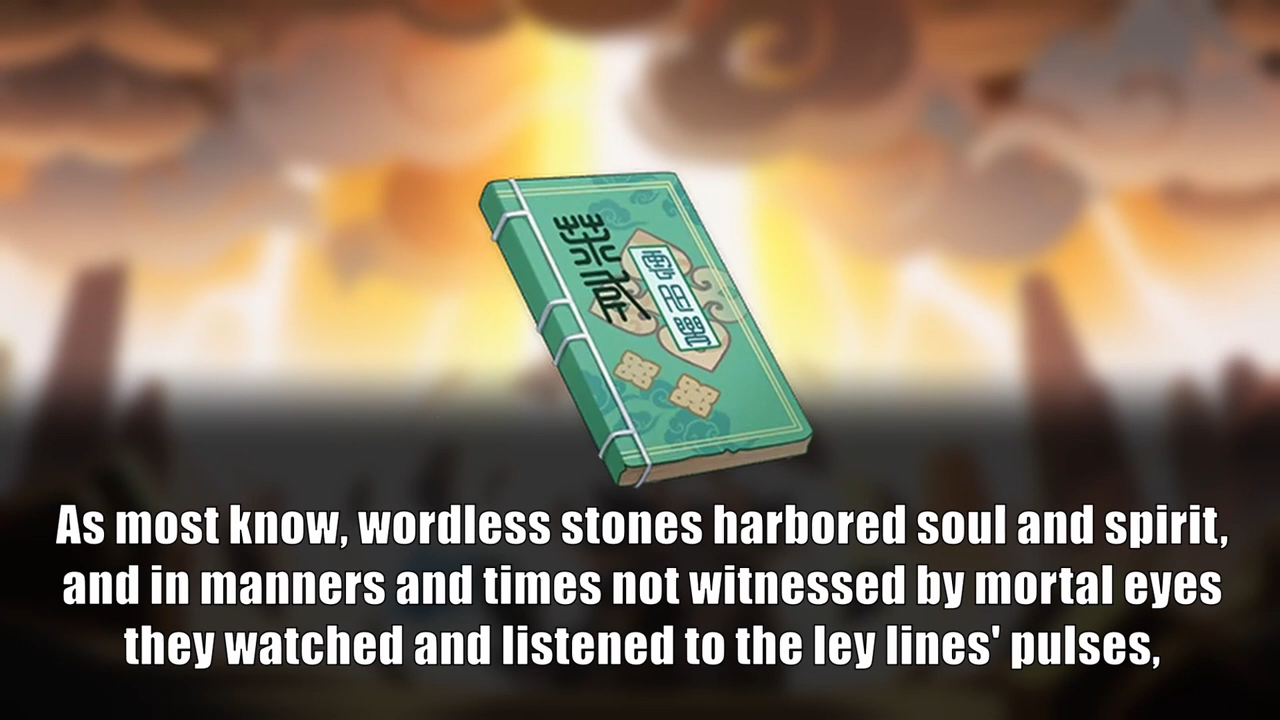 As most know, wordless stones harbored soul and spirit,
and in manners and times not witnessed by mortal eyes
they watched and listened to the ley lines' pulses,